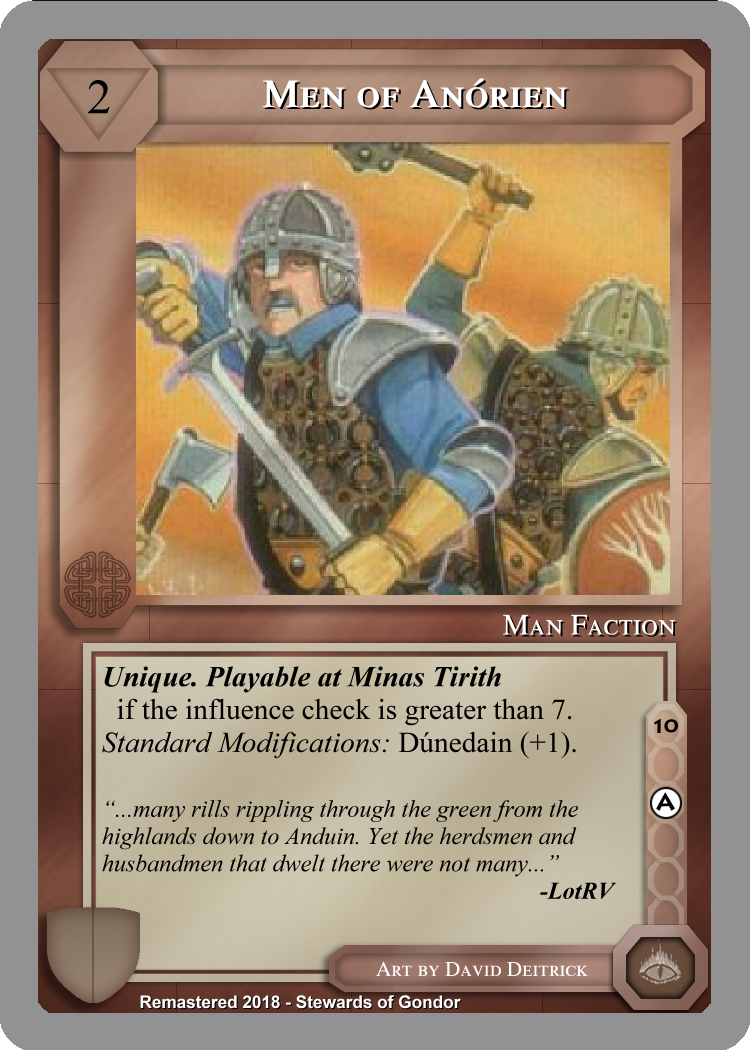 2
MEN OF ANÓRIEN
MAN FACTION
Unique. Playable at Minas Tirith
if the influence check is greater than 7.
Standard Modifications: Dúnedain (+1).
10
A
“...many rills rippling through the green from the
highlands down to Anduin. Yet the herdsmen and
husbandmen that dwelt there were not many...”
-LotRV
ART BY DAVID DEITRICK
Remastered 2018 - Stewards of Gondor